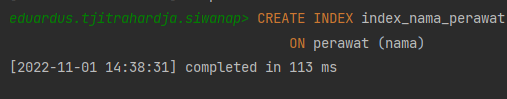 eduardus.tjitrahardja.siwanap> CREATE INDEX index_nama_perawat
ON perawat (nama)
[2022-11-01 14:38:31] completed in 113 ms